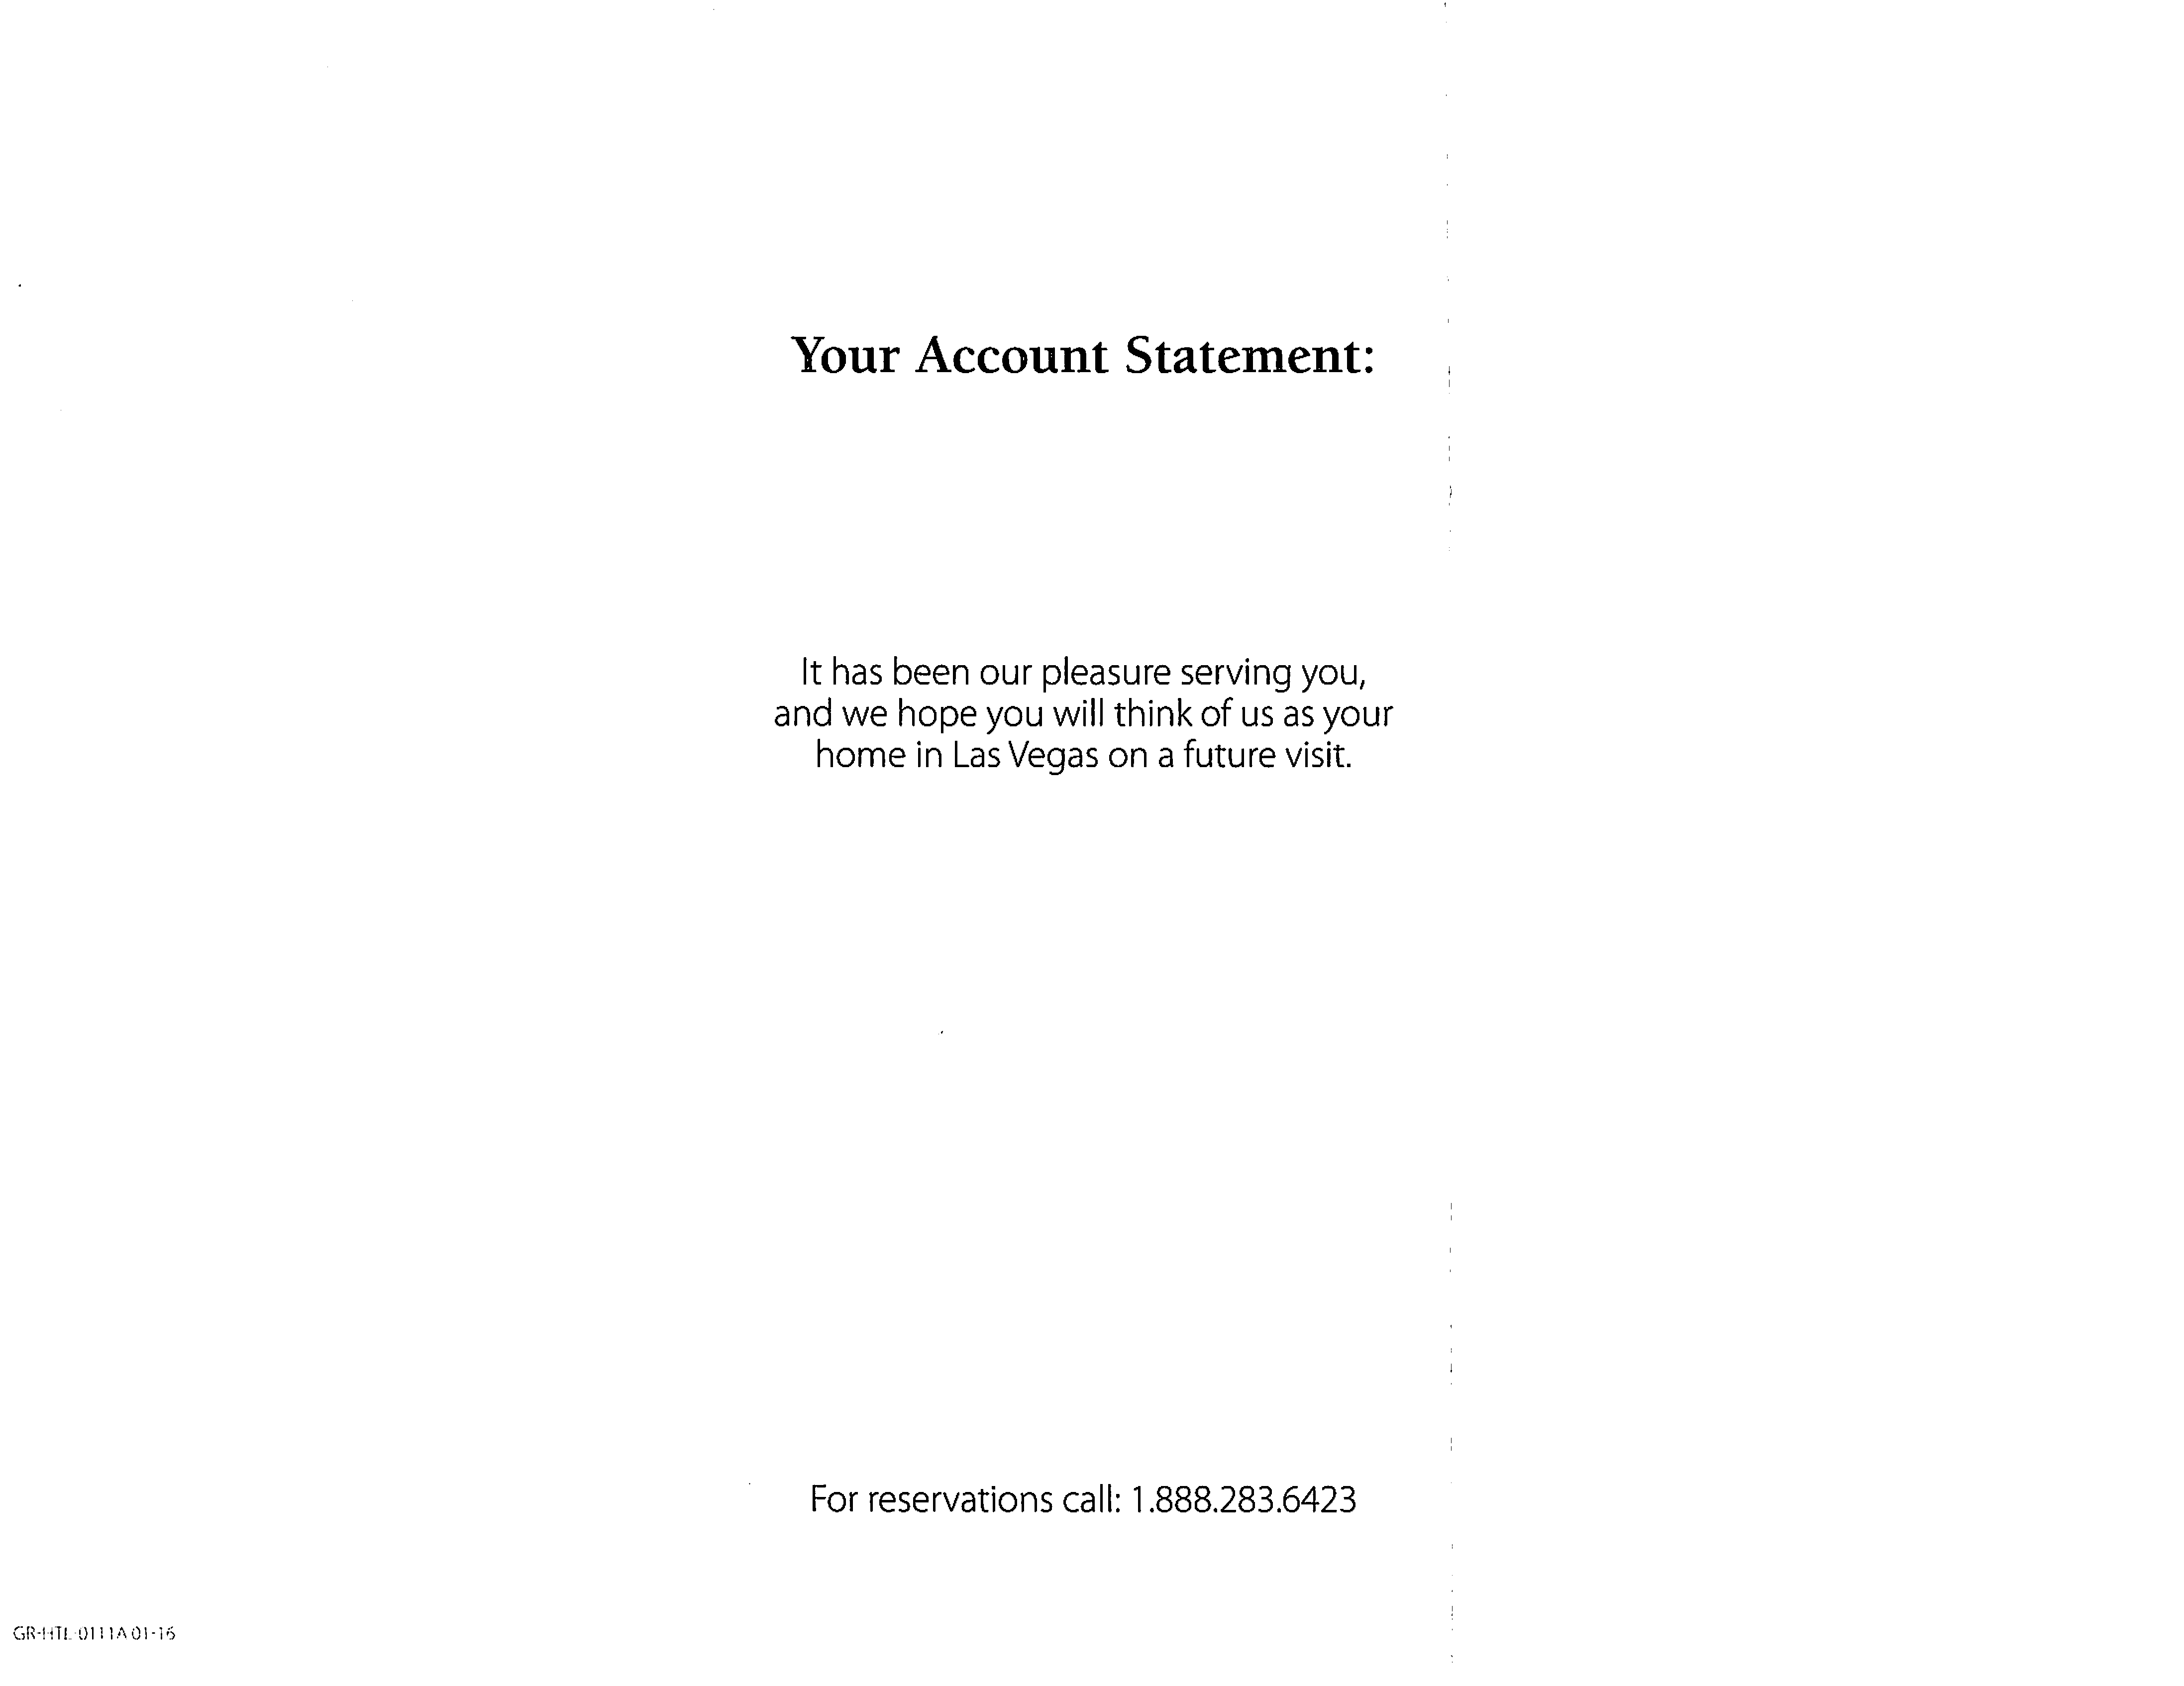 Your Account Statement:
It has been our pleasure serving you,
and we hope you will think of us as your
home in Las Vegas on a future visit.
For reservations call: 1.888.283.6423
GR-HTL-0111A 01-16